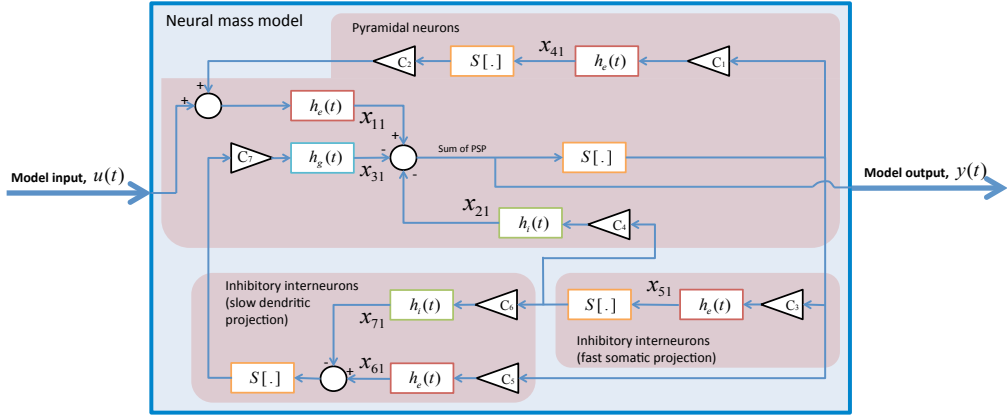 Neural mass model
Pyramidal neurons
C₂
S[.]
x₄₁
hₑ(t)
C₁
+
+
hₑ(t)
x₁₁
+
C₇
h_g(t)
x₃₁
-
-
Sum of PSP
S[.]
Model input, u(t)
Model output, y(t)
x₂₁
hᵢ(t)
C₄
Inhibitory interneurons
(slow dendritic
projection)
hᵢ(t)
C₆
x₇₁
S[.]
x₅₁
hₑ(t)
C₃
Inhibitory interneurons
(fast somatic projection)
-
+
S[.]
x₆₁
hₑ(t)
C₅